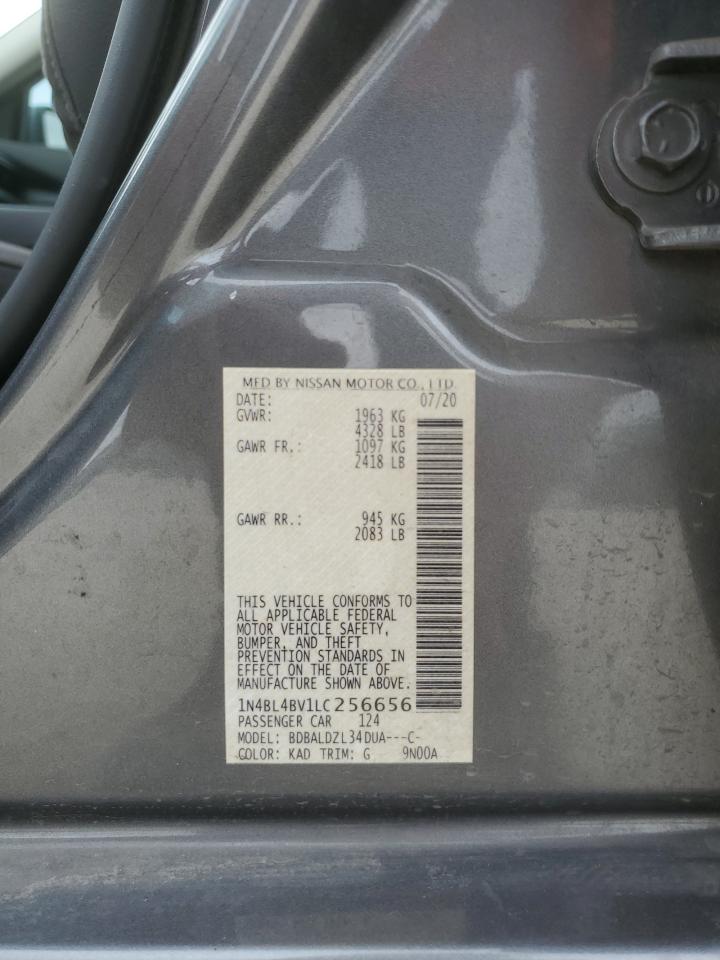 MFD BY NISSAN MOTOR CO., LTD.
DATE: 07/20
GVWR: 1963 KG
4328 LB
GAWR FR.: 1097 KG
2418 LB
GAWR RR.: 945 KG
2083 LB
THIS VEHICLE CONFORMS TO
ALL APPLICABLE FEDERAL
MOTOR VEHICLE SAFETY,
BUMPER, AND THEFT
PREVENTION STANDARDS IN
EFFECT ON THE DATE OF
MANUFACTURE SHOWN ABOVE.
1N4BL4BV1LC256656
PASSENGER CAR 124
MODEL: BDBALDZL34DUA---C-
COLOR: KAD TRIM: G 9N00A